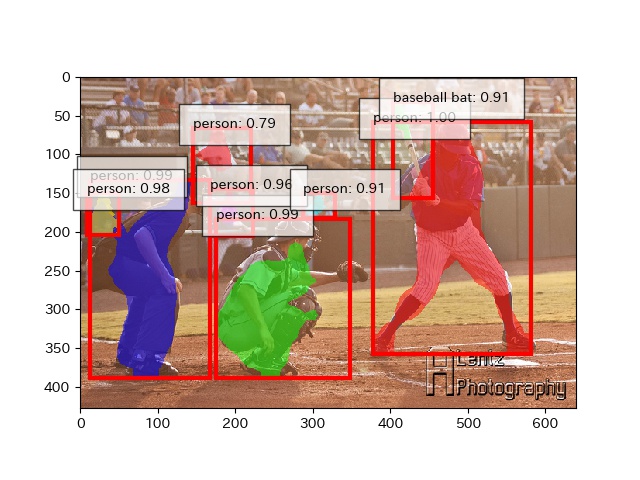 baseball bat: 0.91
person: 1.00
person: 0.79
person: 0.99
person: 0.98
person: 0.96
person: 0.91
person: 0.99
0
50
100
150
200
250
300
350
400
0 100 200 300 400 500 600
Lentz
Photography